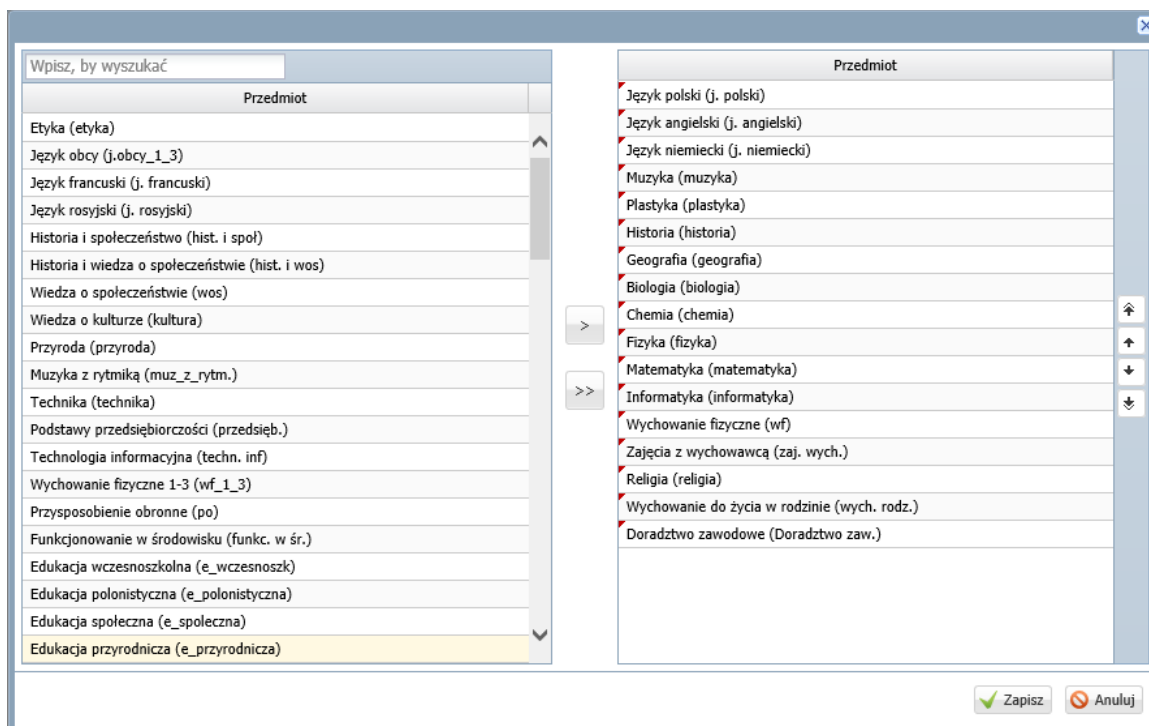 Wpisz, by wyszukać
Przedmiot
Etyka (etyka)
Język obcy (j.obcy_1_3)
Język francuski (j. francuski)
Język rosyjski (j. rosyjski)
Historia i społeczeństwo (hist. i społ)
Historia i wiedza o społeczeństwie (hist. i wos)
Wiedza o społeczeństwie (wos)
Wiedza o kulturze (kultura)
Przyroda (przyroda)
Muzyka z rytmiką (muz_z_rytm.)
Technika (technika)
Podstawy przedsiębiorczości (przedsięb.)
Technologia informacyjna (techn. inf)
Wychowanie fizyczne 1-3 (wf_1_3)
Przysposobienie obronne (po)
Funkcjonowanie w środowisku (funkc. w śr.)
Edukacja wczesnoszkolna (e_wczesnoszk)
Edukacja polonistyczna (e_polonistyczna)
Edukacja społeczna (e_spoleczna)
Edukacja przyrodnicza (e_przyrodnicza)
>
>>
Przedmiot
Język polski (j. polski)
Język angielski (j. angielski)
Język niemiecki (j. niemiecki)
Muzyka (muzyka)
Plastyka (plastyka)
Historia (historia)
Geografia (geografia)
Biologia (biologia)
Chemia (chemia)
Fizyka (fizyka)
Matematyka (matematyka)
Informatyka (informatyka)
Wychowanie fizyczne (wf)
Zajęcia z wychowawcą (zaj. wych.)
Religia (religia)
Wychowanie do życia w rodzinie (wych. rodz.)
Doradztwo zawodowe (Doradztwo zaw.)
Zapisz
Anuluj